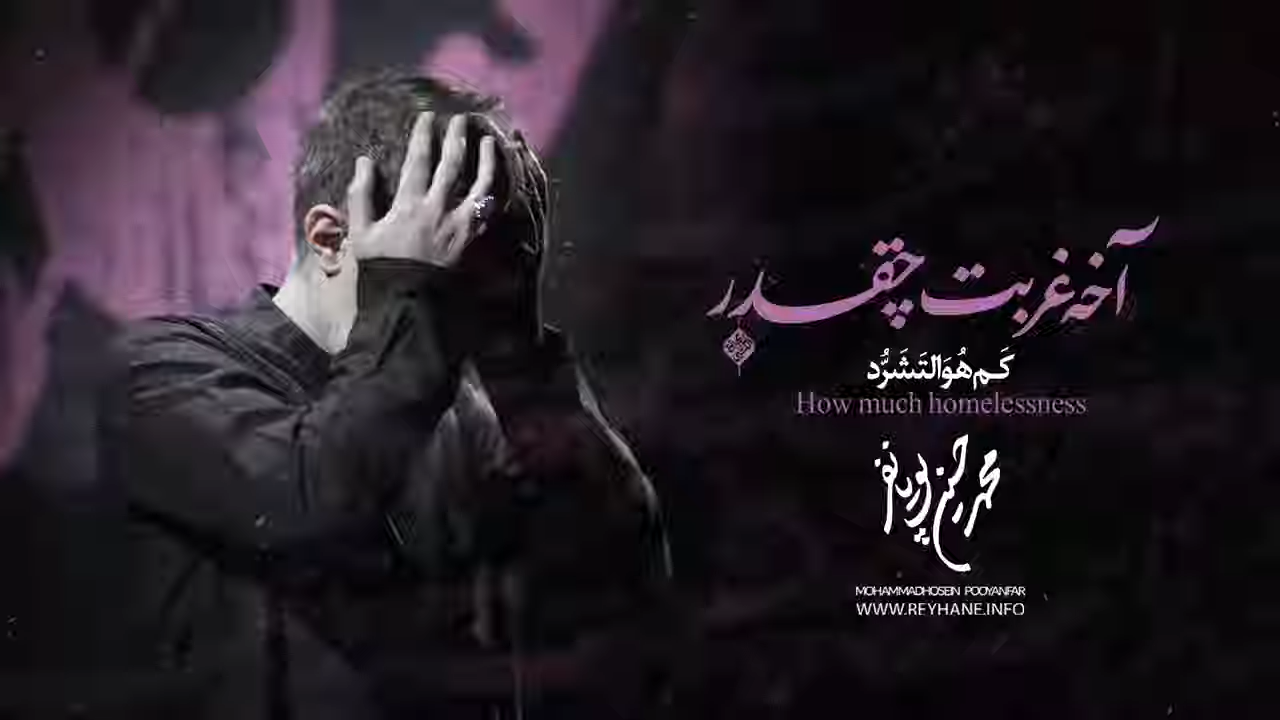 آخه غربت چقدر
كَم هُوَ التَشَرُّد
How much homelessness
محمدحسین پویانفر
MOHAMMADHOSEIN POOYANFAR
WWW.REYHANE.INFO